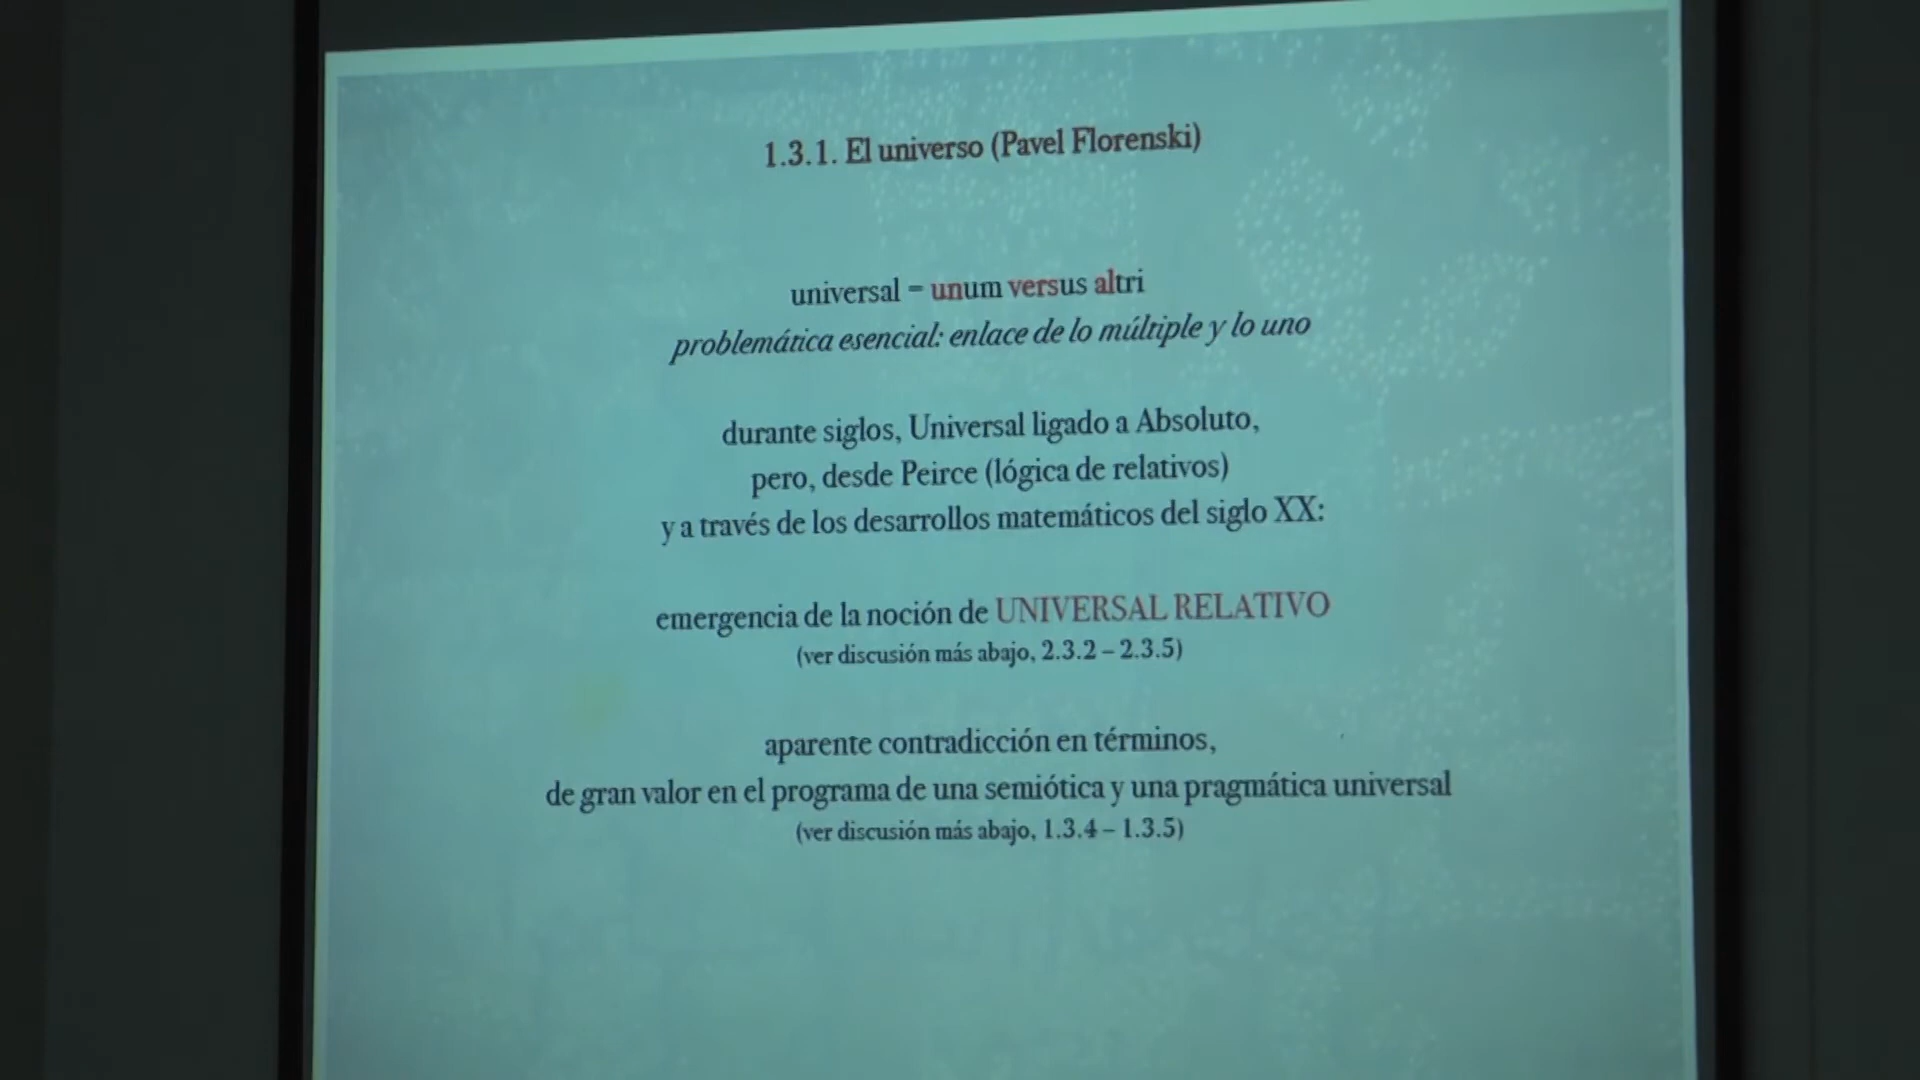 1.3.1. El universo (Pavel Florenski)
universal = unum versus altri
problemática esencial: enlace de lo múltiple y lo uno
durante siglos, Universal ligado a Absoluto,
pero, desde Peirce (lógica de relativos)
y a través de los desarrollos matemáticos del siglo XX:
emergencia de la noción de UNIVERSAL RELATIVO
(ver discusión más abajo, 2.3.2 – 2.3.5)
aparente contradicción en términos,
de gran valor en el programa de una semiótica y una pragmática universal
(ver discusión más abajo, 1.3.4 – 1.3.5)